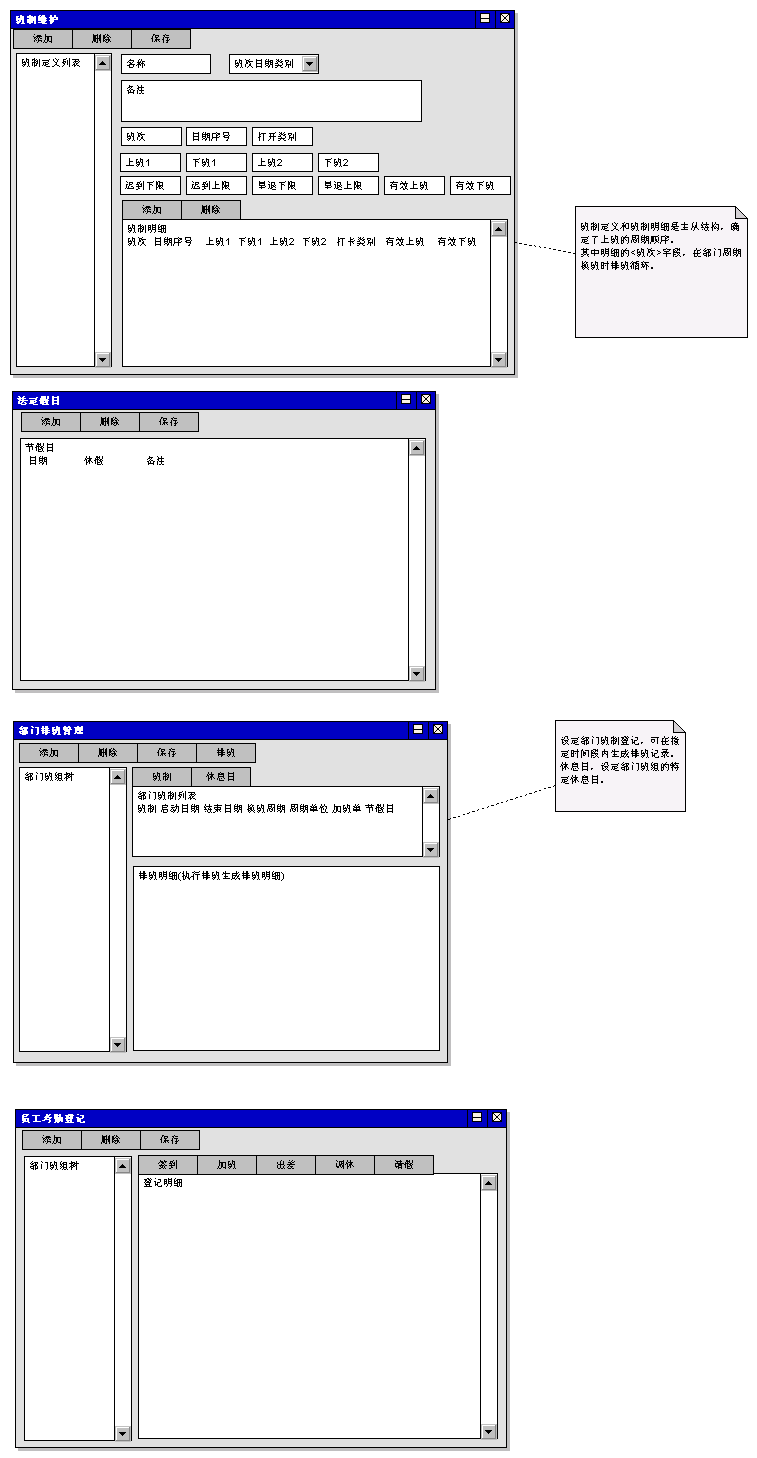 班制维护
添加 删除 保存
班制定义列表
名称 班次日期类别
备注
班次 日期序号 打开类别
上班1 下班1 上班2 下班2
迟到下限 迟到上限 早退下限 早退上限 有效上班 有效下班
添加 删除
班制明细
班次 日期序号 上班1 下班1 上班2 下班2 打卡类别 有效上班 有效下班
班制定义和班制明细是主从结构，确
定了上班的周期顺序。
其中明细的<班次>字段，在部门周期
换班时排班循环。
法定假日
添加 删除 保存
节假日
日期 休假 备注
部门排班管理
添加 删除 保存 排班
部门班组树
班制 休息日
部门班制列表
班制 启动日期 结束日期 换班周期 周期单位 加班单 节假日
排班明细(执行排班生成排班明细)
设定部门班制登记，可在指
定时间段内生成排班记录。
休息日，设定部门班组的特
定休息日。
员工考勤登记
添加 删除 保存
部门班组树
签到 加班 出差 调休 请假
登记明细